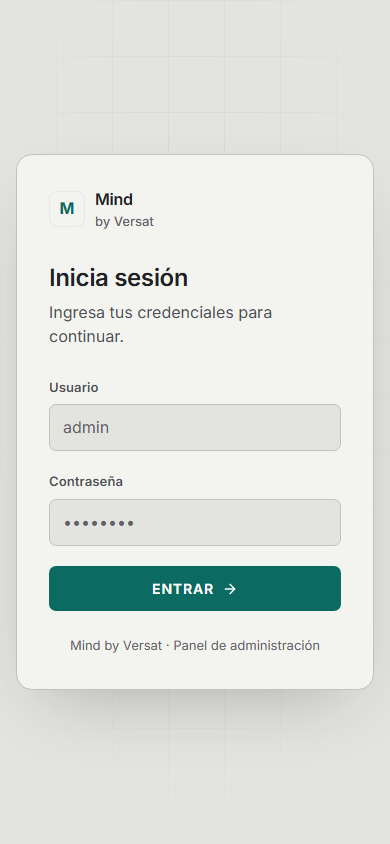 M
Mind
by Versat
Inicia sesión
Ingresa tus credenciales para
continuar.
Usuario
admin
Contraseña
••••••••
ENTRAR →
Mind by Versat · Panel de administración